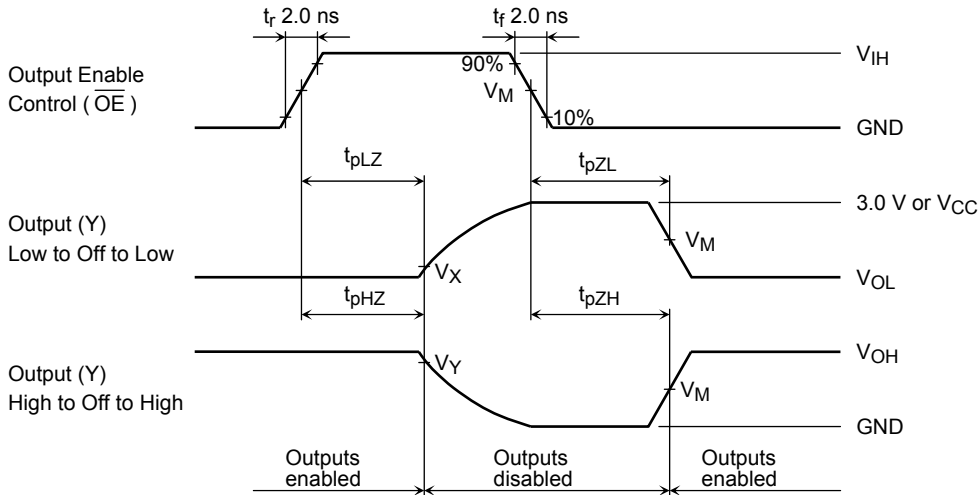 tr 2.0 ns
tf 2.0 ns
Output Enable
Control ( OE )
90%
VM
10%
VIH
GND
tpLZ
tpZL
Output (Y)
Low to Off to Low
VX
VM
3.0 V or VCC
VOL
tpHZ
tpZH
Output (Y)
High to Off to High
VY
VM
VOH
GND
Outputs
enabled
Outputs
disabled
Outputs
enabled